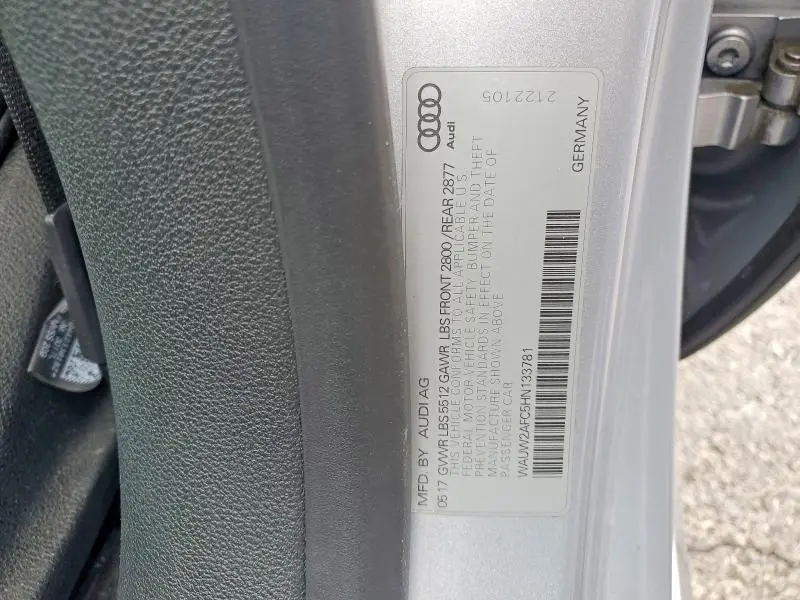 MFD. BY AUDI AG
05 17 GVWR LBS 5512 GAWR LBS FRONT 2800 / REAR 2877
THIS VEHICLE CONFORMS TO ALL APPLICABLE U.S.
FEDERAL MOTOR VEHICLE SAFETY, BUMPER AND THEFT
PREVENTION STANDARDS IN EFFECT ON THE DATE OF
MANUFACTURE SHOWN ABOVE
PASSENGER CAR
WAUW2AFC5HN133781
Audi
2122105
GERMANY